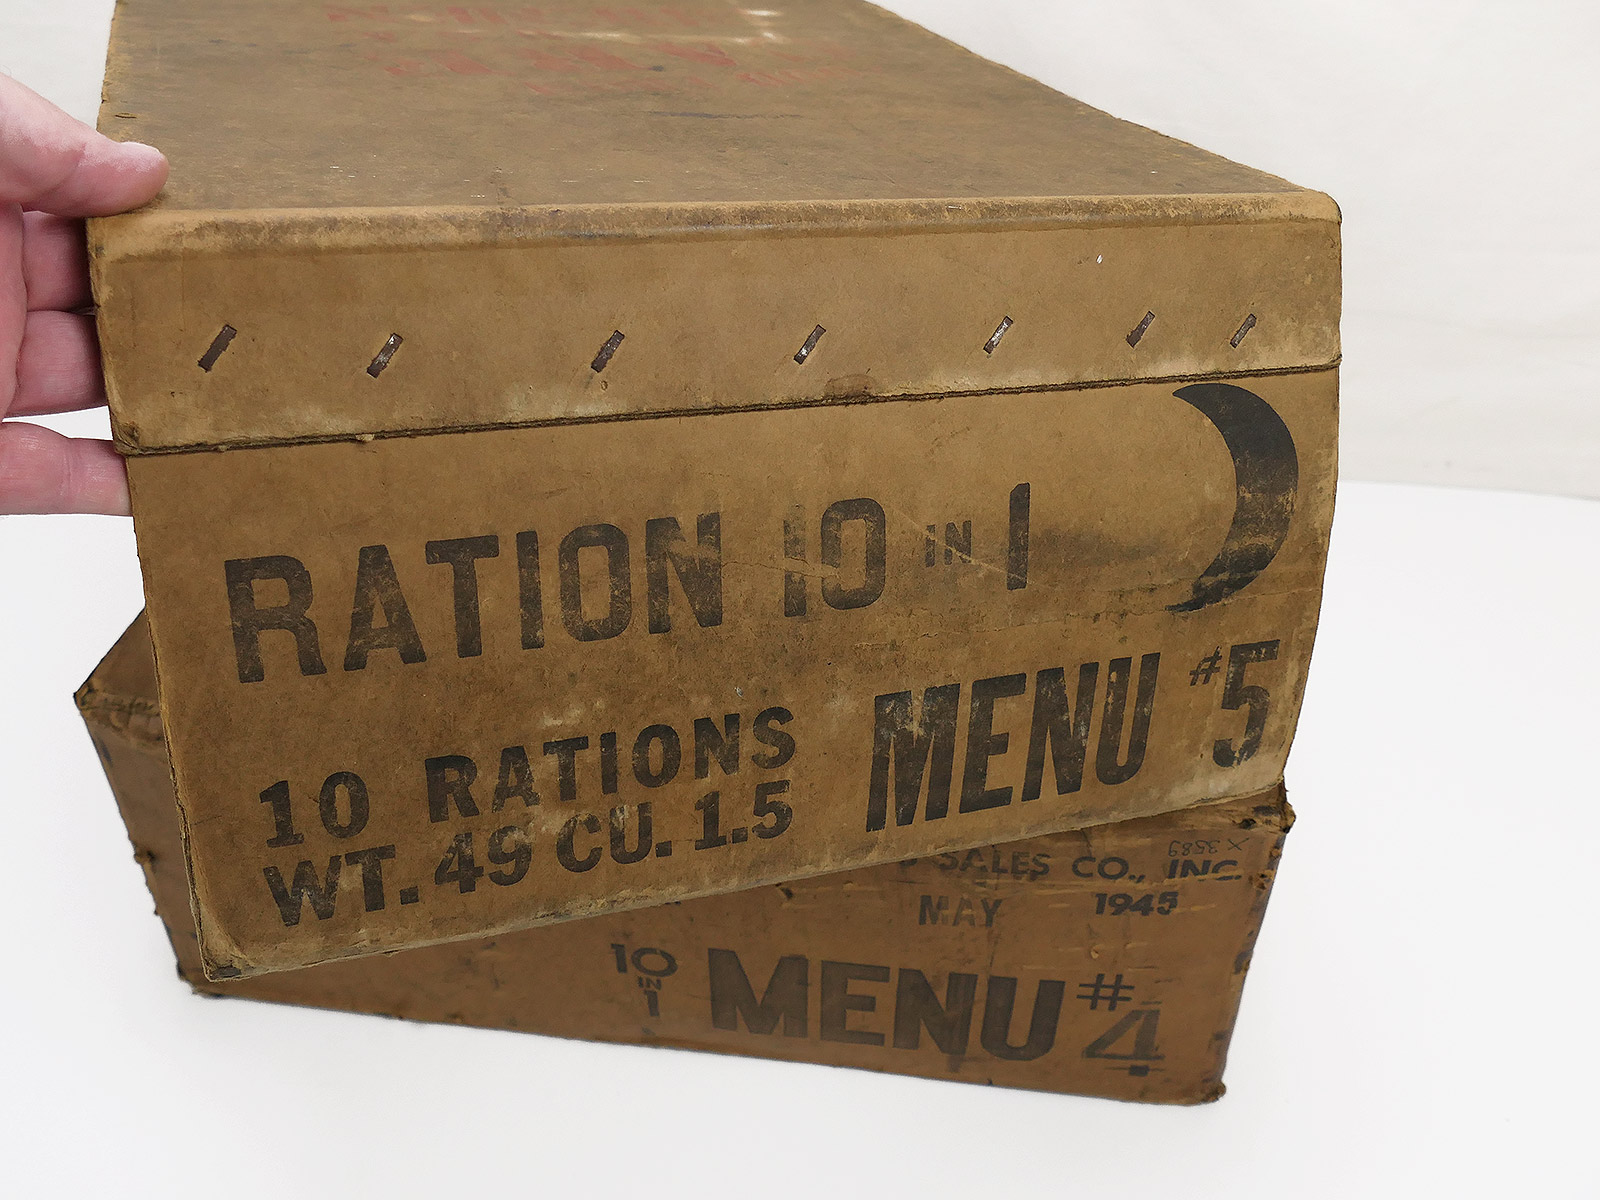 RATION 10 IN 1
10 RATIONS
WT. 49 CU. 1.5
MENU #5
SALES CO., INC.
X 3589
MAY 1945
10 IN 1 MENU #4